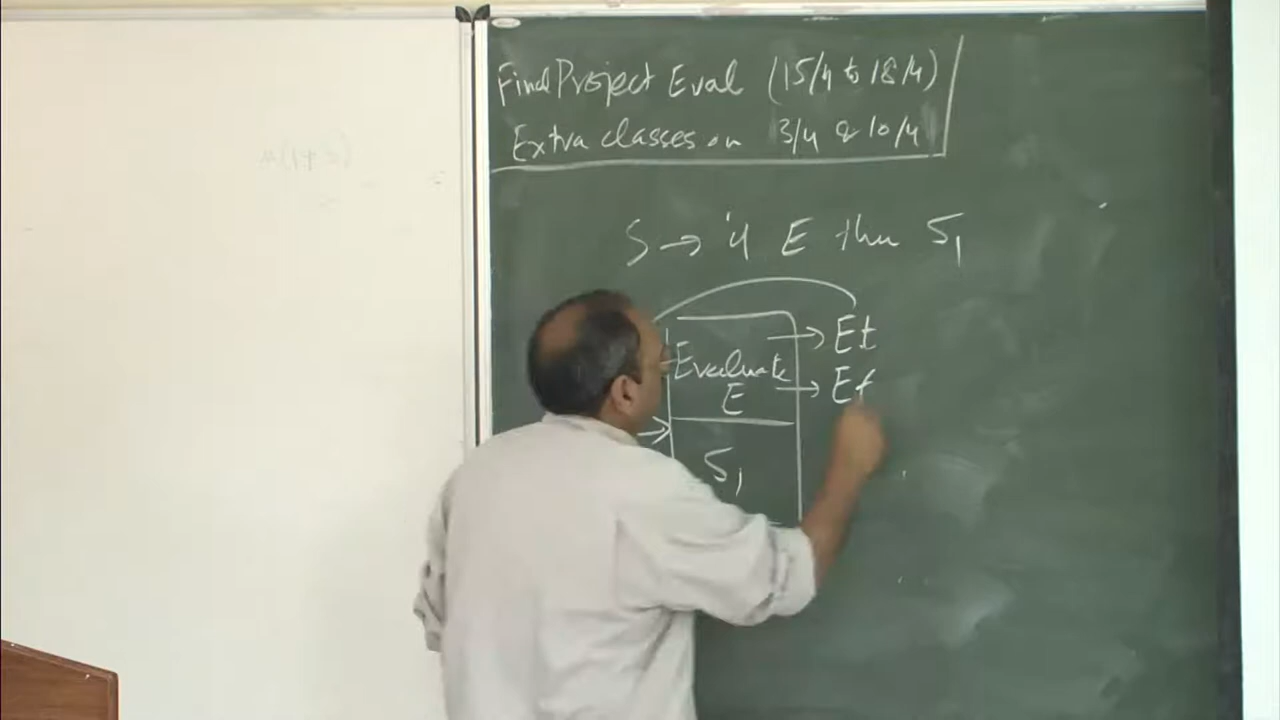 Final Project Eval (15/4 to 18/4)
Extra classes on 3/4 & 10/4
S → if E then S1
Evaluate → Et
E → Ef
S1